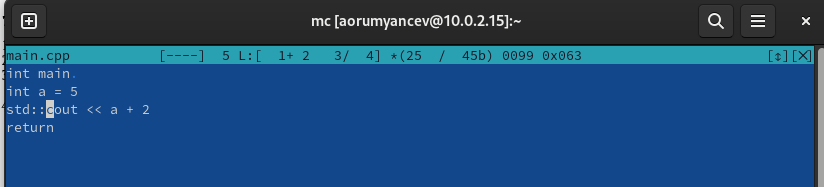 mc [aorumyancev@10.0.2.15]:~
main.cpp [----] 5 L:[ 1+ 2 3/ 4] *(25 / 45b) 0099 0x063 [↕][X]
int main.
int a = 5
std::cout << a + 2
return